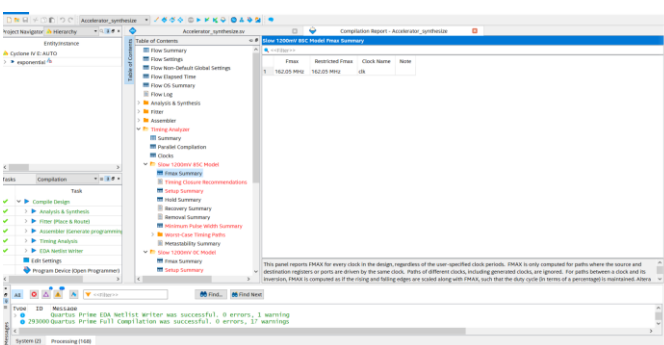 Accelerator_synthesize
Project Navigator
Hierarchy
Entity:Instance
Cyclone IV E: AUTO
exponential
Tasks
Compilation
Task
Compile Design
Analysis & Synthesis
Fitter (Place & Route)
Assembler (Generate programming
Timing Analysis
EDA Netlist Writer
Edit Settings
Program Device (Open Programmer)
Accelerator_synthesize.sv
Compilation Report - Accelerator_synthesize
Table of Contents
Table of Contents
Flow Summary
Flow Settings
Flow Non-Default Global Settings
Flow Elapsed Time
Flow OS Summary
Flow Log
Analysis & Synthesis
Fitter
Assembler
Timing Analyzer
Summary
Parallel Compilation
Clocks
Slow 1200mV 85C Model
Fmax Summary
Timing Closure Recommendations
Setup Summary
Hold Summary
Recovery Summary
Removal Summary
Minimum Pulse Width Summary
Worst-Case Timing Paths
Metastability Summary
Slow 1200mV 0C Model
Fmax Summary
Setup Summary
Slow 1200mV 85C Model Fmax Summary
<<Filter>>
Fmax Restricted Fmax Clock Name Note
1 162.05 MHz 162.05 MHz clk
This panel reports FMAX for every clock in the design, regardless of the user-specified clock periods. FMAX is only computed for paths where the source and
destination registers or ports are driven by the same clock. Paths of different clocks, including generated clocks, are ignored. For paths between a clock and its
inversion, FMAX is computed as if the rising and falling edges are scaled along with FMAX, such that the duty cycle (in terms of a percentage) is maintained. Altera
All
<<Filter>>
Find...
Find Next
Type ID Message
Quartus Prime EDA Netlist Writer was successful. 0 errors, 1 warning
293000 Quartus Prime Full Compilation was successful. 0 errors, 17 warnings
Messages
System (2) Processing (168)